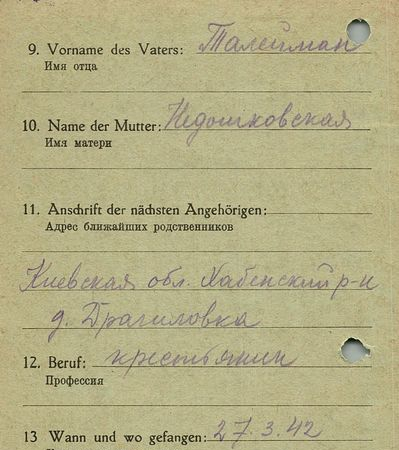 9. Vorname des Vaters: Талейман
Имя отца
10. Name der Mutter: Недошковская
Имя матери
11. Anschrift der nächsten Angehörigen:
Адрес ближайших родственников
Киевская обл. Хабенский р-н
д. Драгиловка
12. Beruf: крестьянин
Профессия
13 Wann und wo gefangen: 27.3.42